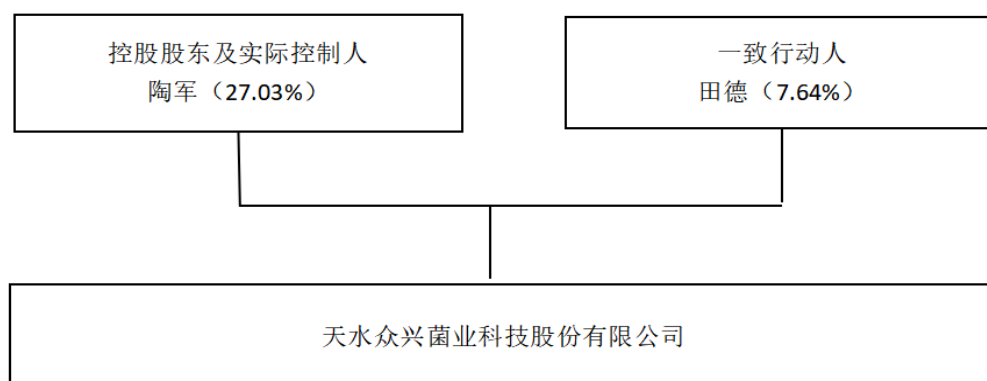 控股股东及实际控制人
陶军（27.03%）
一致行动人
田德（7.64%）
天水众兴菌业科技股份有限公司